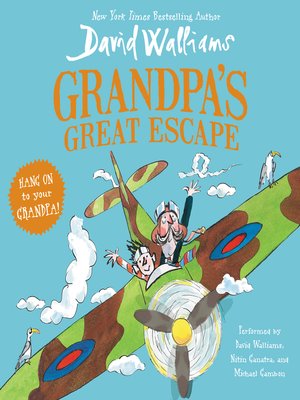 New York Times Bestselling Author
David Walliams
GRANDPA'S
GREAT ESCAPE
HANG ON
to your
GRANDPA!
Performed by
David Walliams,
Nitin Ganatra, and
Michael Gambon